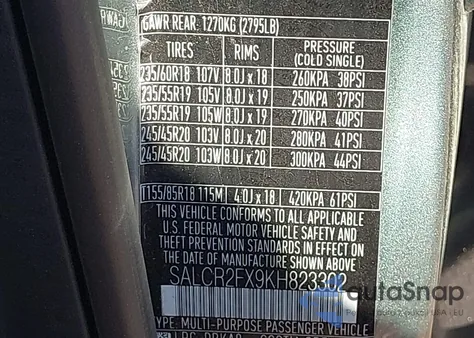 GAWR REAR: 1270KG (2795LB)
TIRES RIMS PRESSURE (COLD SINGLE)
235/60R18 107V 8.0J x 18 260KPA 38PSI
235/55R19 105V 8.0J x 19 250KPA 37PSI
235/55R19 105V 8.0J x 19 270KPA 40PSI
245/45R20 103V 8.0J x 20 280KPA 41PSI
245/45R20 103W 8.0J x 20 300KPA 44PSI
T155/85R18 115M 4.0J x 18 420KPA 61PSI
THIS VEHICLE CONFORMS TO ALL APPLICABLE
U.S. FEDERAL MOTOR VEHICLE SAFETY AND
THEFT PREVENTION STANDARDS IN EFFECT ON
THE DATE OF MANUFACTURE SHOWN ABOVE
SALCR2FX9KH823302
autoSnap
TYPE: MULTI-PURPOSE PASSENGER VEHICLE